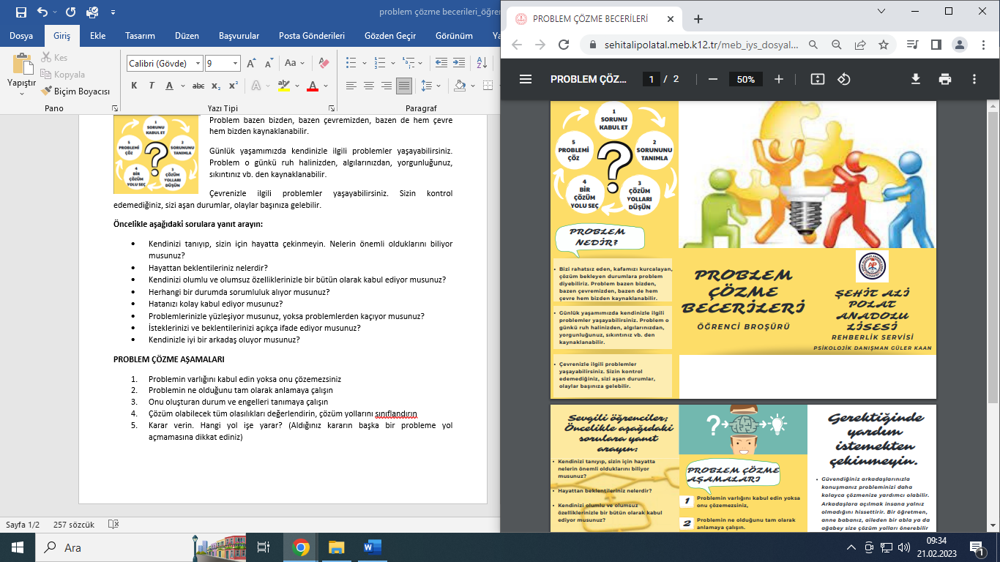 problem çözme becerileri_öğre
Dosya Giriş Ekle Tasarım Düzen Başvurular Posta Gönderileri Gözden Geçir Görünüm Ya
Yapıştır
Kes
Kopyala
Biçim Boyacısı
Calibri (Gövde) 9
Aa
K T A abc x₂ x²
Pano Yazı Tipi Paragraf
1
SORUNU
KABUL ET
2
SORUNUNU
TANIMLA
3
ÇÖZÜM
YOLLARI
DÜŞÜN
4
BİR
ÇÖZÜM
YOLU SEÇ
5
PROBLEMİ
ÇÖZ
Problem bazen bizden, bazen çevremizden, bazen de hem çevre
hem bizden kaynaklanabilir.
Günlük yaşamımızda kendinizle ilgili problemler yaşayabilirsiniz.
Problem o günkü ruh halinizden, algılarınızdan, yorgunluğunuz,
sıkıntınız vb. den kaynaklanabilir.
Çevrenizle ilgili problemler yaşayabilirsiniz. Sizin kontrol
edemediğiniz, sizi aşan durumlar, olaylar başınıza gelebilir.
Öncelikle aşağıdaki sorulara yanıt arayın:
• Kendinizi tanıyıp, sizin için hayatta çekinmeyin. Nelerin önemli olduklarını biliyor
musunuz?
• Hayattan beklentileriniz nelerdir?
• Kendinizi olumlu ve olumsuz özelliklerinizle bir bütün olarak kabul ediyor musunuz?
• Herhangi bir durumda sorumluluk alıyor musunuz?
• Hatanızı kolay kabul ediyor musunuz?
• Problemlerinizle yüzleşiyor musunuz, yoksa problemlerden kaçıyor musunuz?
• İsteklerinizi ve beklentilerinizi açıkça ifade ediyor musunuz?
• Kendinizle iyi bir arkadaş oluyor musunuz?
PROBLEM ÇÖZME AŞAMALARI
1. Problemin varlığını kabul edin yoksa onu çözemezsiniz
2. Problemin ne olduğunu tam olarak anlamaya çalışın
3. Onu oluşturan durum ve engelleri tanımaya çalışın
4. Çözüm olabilecek tüm olasılıkları değerlendirin, çözüm yollarını sınıflandırın
5. Karar verin. Hangi yol işe yarar? (Aldığınız kararın başka bir probleme yol
açmamasına dikkat ediniz)
Sayfa 1/2 257 sözcük
PROBLEM ÇÖZME BECERİLERİ
sehitalipolatal.meb.k12.tr/meb_iys_dosyal...
PROBLEM ÇÖZ... 1 / 2 50%
1
SORUNU
KABUL ET
2
SORUNUNU
TANIMLA
3
ÇÖZÜM
YOLLARI
DÜŞÜN
4
BİR
ÇÖZÜM
YOLU SEÇ
5
PROBLEMİ
ÇÖZ
PROBLEM
NEDİR?
• Bizi rahatsız eden, kafamızı kurcalayan,
çözüm bekleyen durumlara problem
diyebiliriz. Problem bazen bizden,
bazen çevremizden, bazen de hem
çevre hem bizden kaynaklanabilir.
• Günlük yaşamımızda kendinizle ilgili
problemler yaşayabilirsiniz. Problem o
günkü ruh halinizden, algılarınızdan,
yorgunluğunuz, sıkıntınız vb. den
kaynaklanabilir.
• Çevrenizle ilgili problemler
yaşayabilirsiniz. Sizin kontrol
edemediğiniz, sizi aşan durumlar,
olaylar başınıza gelebilir.
PROBLEM
ÇÖZME
BECERİLERİ
ÖĞRENCİ BROŞÜRÜ
AP
ŞEHİT ALİ
POLAT
ANADOLU
LİSESİ
REHBERLİK SERVİSİ
PSİKOLOJİK DANIŞMAN GÜLER KAAN
Sevgili öğrenciler;
Öncelikle aşağıdaki
sorulara yanıt
arayın:
• Kendinizi tanıyıp, sizin için hayatta
nelerin önemli olduklarını biliyor
musunuz?
• Hayattan beklentileriniz nelerdir?
• Kendinizi olumlu ve olumsuz
özelliklerinizle bir bütün olarak kabul
ediyor musunuz?
PROBLEM ÇÖZME
AŞAMALARI
1 Problemin varlığını kabul edin yoksa
onu çözemezsiniz,
2 Problemin ne olduğunu tam olarak
anlamaya çalışın.
Gerektiğinde
yardım
istemekten
çekinmeyin.
• Güvendiğiniz arkadaşlarınızla
konuşmanız probleminizi daha
kolayca çözmenize yardımcı olabilir.
Arkadaşlara açılmak insana yalnız
olmadığını hissettirir. Bir öğretmen,
anne babanız, aileden bir abla ya da
ağabey size çözüm yolları önerebilir
Ara
09:34
21.02.2023
1